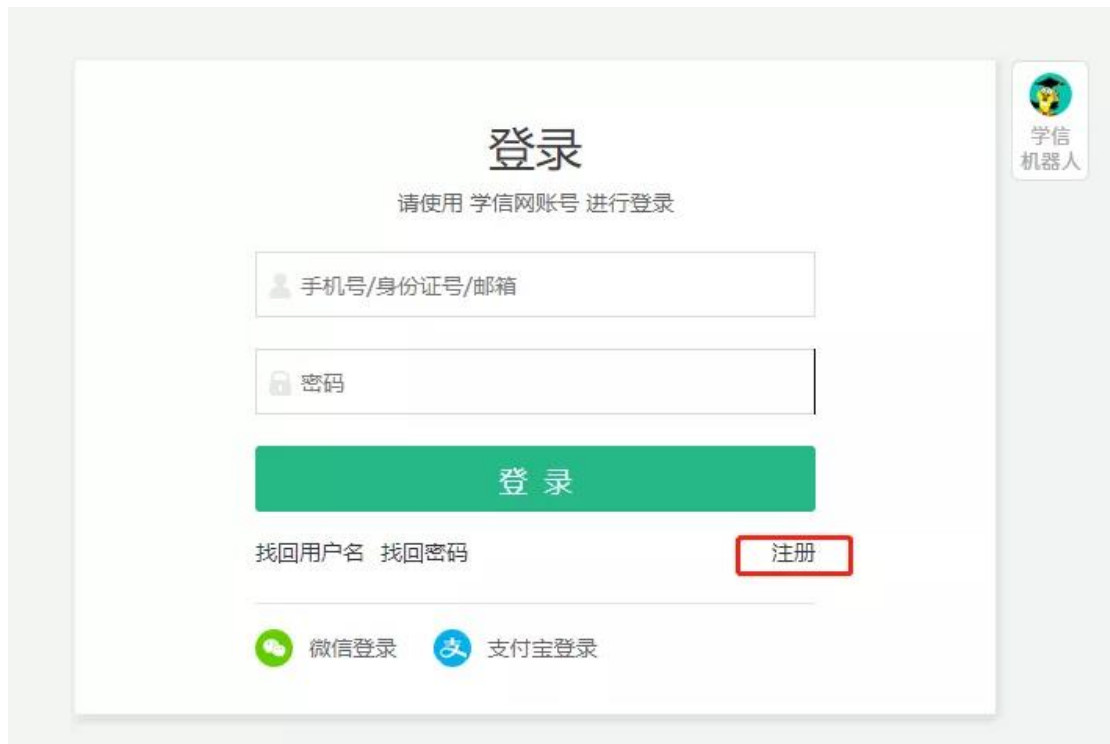 登录
请使用 学信网账号 进行登录
手机号/身份证号/邮箱
密码
登 录
找回用户名 找回密码 注册
微信登录 支付宝登录
学信
机器人